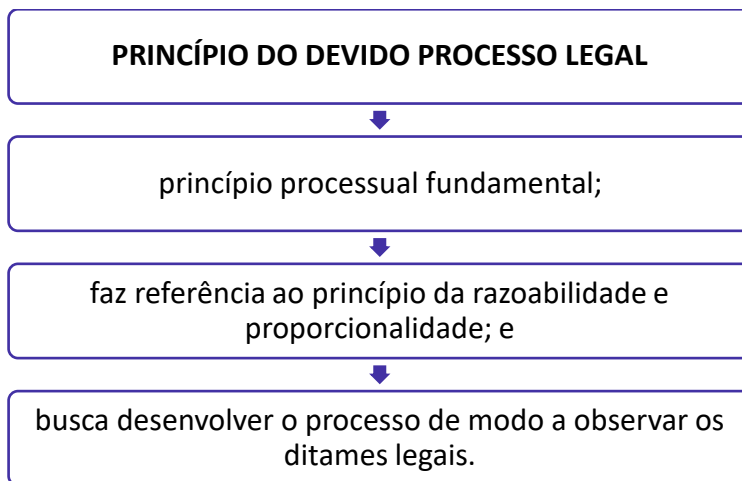 PRINCÍPIO DO DEVIDO PROCESSO LEGAL
princípio processual fundamental;
faz referência ao princípio da razoabilidade e
proporcionalidade; e
busca desenvolver o processo de modo a observar os
ditames legais.